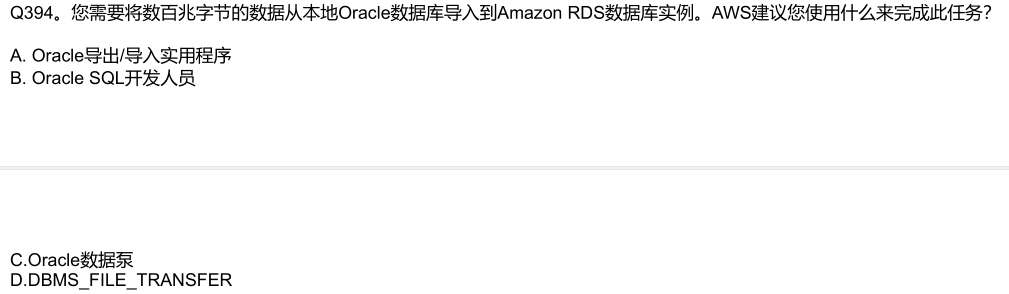 Q394。您需要将数百兆字节的数据从本地Oracle数据库导入到Amazon RDS数据库实例。AWS建议您使用什么来完成此任务?
A. Oracle导出/导入实用程序
B. Oracle SQL开发人员
C.Oracle数据泵
D.DBMS_FILE_TRANSFER